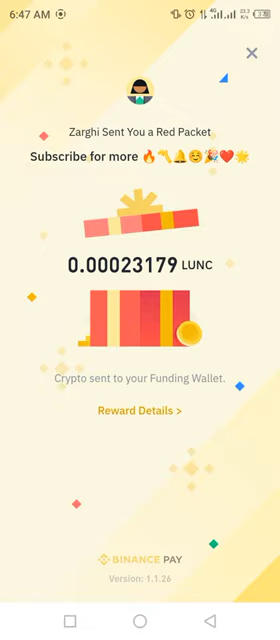 6:47 AM
4G
Zarghi Sent You a Red Packet
Subscribe for more 🔥〽️🔔☺️🎉❤️🌟
0.00023179 LUNC
Crypto sent to your Funding Wallet.
Reward Details >
BINANCE PAY
Version: 1.1.26